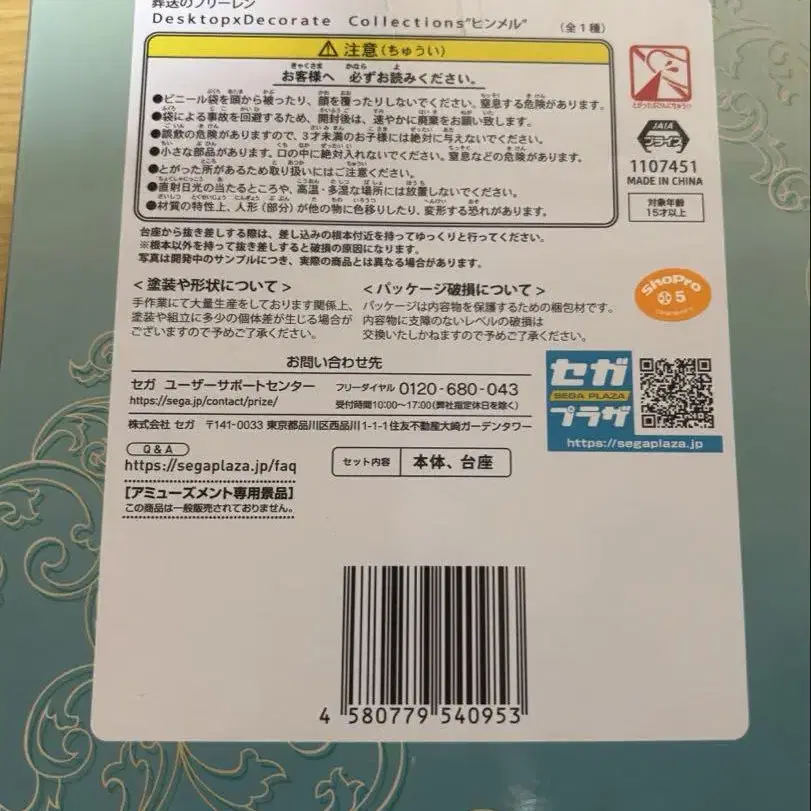 葬送のフリーレン
DesktopxDecorate Collections"ヒンメル" (全1種)
⚠ 注意(ちゅうい)
お客様へ 必ずお読みください。
●ビニール袋を頭から被ったり、顔を覆ったりしないでください。窒息する危険があります。
●袋による事故を回避するため、開封後は、速やかに廃棄をお願い致します。
●誤飲の危険がありますので、3才未満のお子様には絶対に与えないでください。
●小さな部品があります。口の中に絶対入れないでください。窒息などの危険があります。
●とがった所があるため取り扱いにはご注意ください。
●直射日光の当たるところや、高温・多湿な場所には放置しないでください。
●材質の特性上、人形(部分)が他の物に色移りしたり、変形する恐れがあります。
とがったぶひんにちゅうい
JAIA
プライズ
1107451
MADE IN CHINA
対象年齢
15才以上
台座から抜き差しする際は、差し込みの根本付近を持ってゆっくりと行ってください。
※根本以外を持って抜き差しすると破損の原因になります。
写真は開発中のサンプルにつき、実際の商品とは異なる場合があります。
<塗装や形状について>
手作業にて大量生産をしております関係上、
塗装や組立に多少の個体差が生じる場合が
ございますので予めご了承ください。
<パッケージ破損について>
パッケージは内容物を保護するための梱包材です。
内容物に支障のないレベルの破損は
交換いたしかねますので予めご了承ください。
ShoPro
5
お問い合わせ先
セガ ユーザーサポートセンター
https://sega.jp/contact/prize/
フリーダイヤル 0120-680-043
受付時間10:00~17:00(弊社指定休日を除く)
株式会社 セガ 〒141-0033 東京都品川区西品川1-1-1住友不動産大崎ガーデンタワー
セガ
SEGA PLAZA
プラザ
https://segaplaza.jp
Q&A
https://segaplaza.jp/faq
セット内容 本体、台座
[アミューズメント専用景品]
この商品は一般販売されておりません。
4 580779 540953